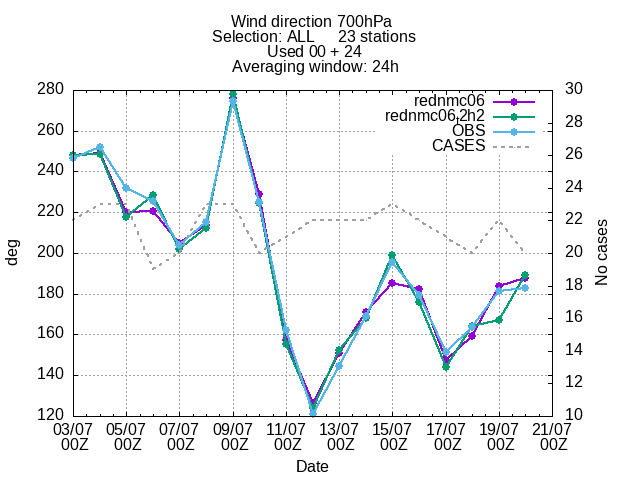 Wind direction 700hPa
Selection: ALL 23 stations
Used 00 + 24
Averaging window: 24h
280 30
rednmc06
rednmc06,2h2
OBS
CASES
260
240
220
200
180
160
140
120
28
26
24
22
20
18
16
14
12
10
deg
No cases
03/07 05/07 07/07 09/07 11/07 13/07 15/07 17/07 19/07 21/07
00Z 00Z 00Z 00Z 00Z 00Z 00Z 00Z 00Z 00Z
Date